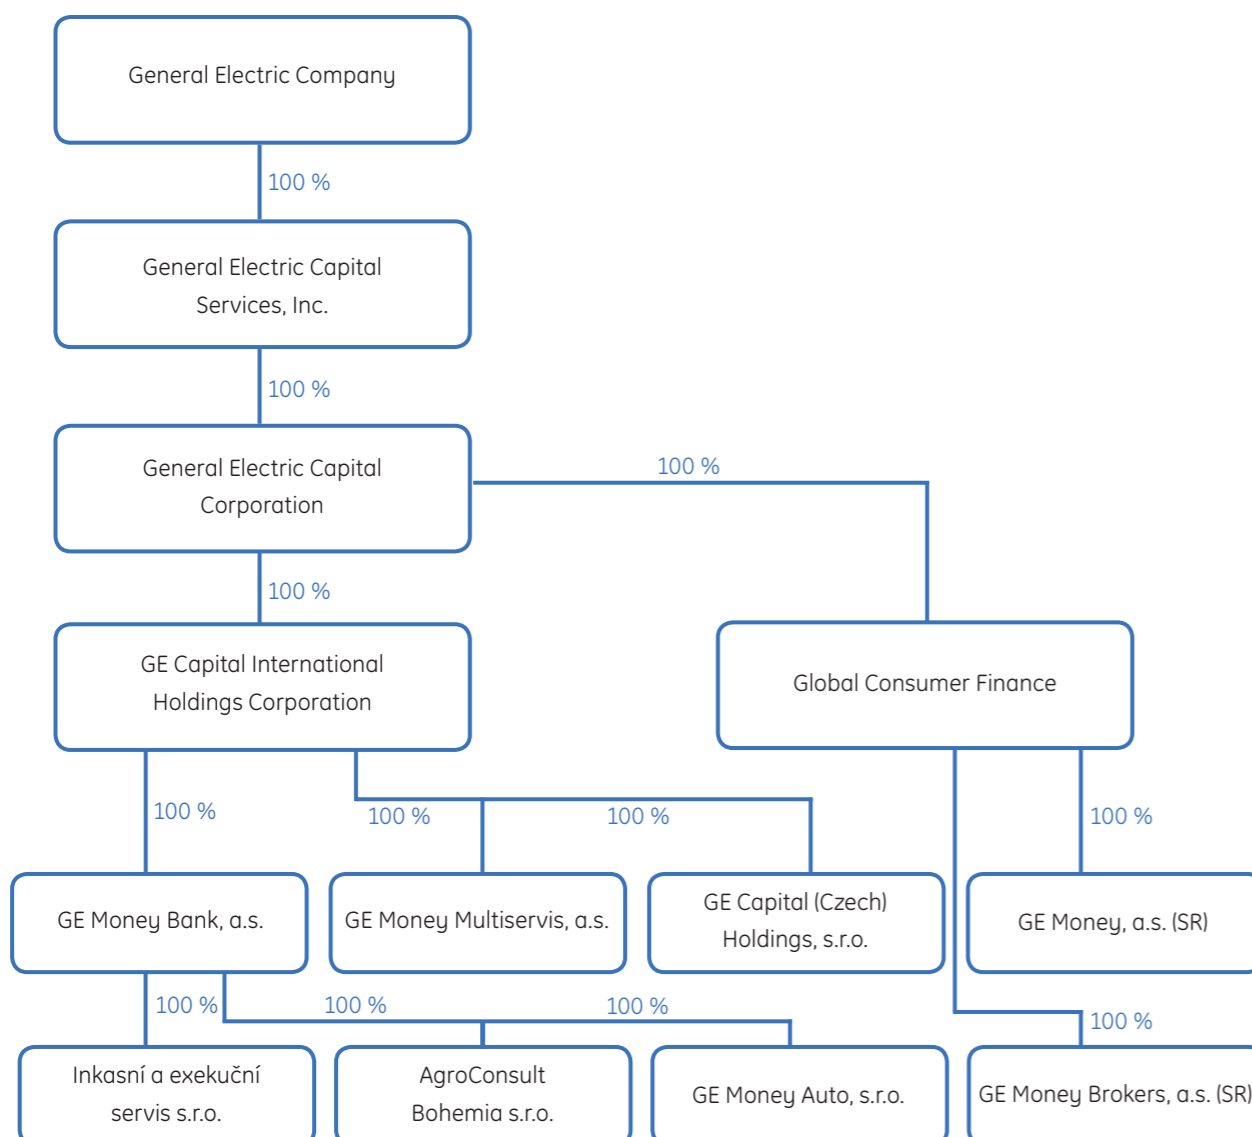 General Electric Company
100 %
General Electric Capital
Services, Inc.
100 %
General Electric Capital
Corporation
100 %
100 %
GE Capital International
Holdings Corporation
Global Consumer Finance
100 %
100 %
100 %
100 %
GE Money Bank, a.s.
GE Money Multiservis, a.s.
GE Capital (Czech)
Holdings, s.r.o.
GE Money, a.s. (SR)
100 %
100 %
100 %
100 %
Inkasní a exekuční
servis s.r.o.
AgroConsult
Bohemia s.r.o.
GE Money Auto, s.r.o.
GE Money Brokers, a.s. (SR)